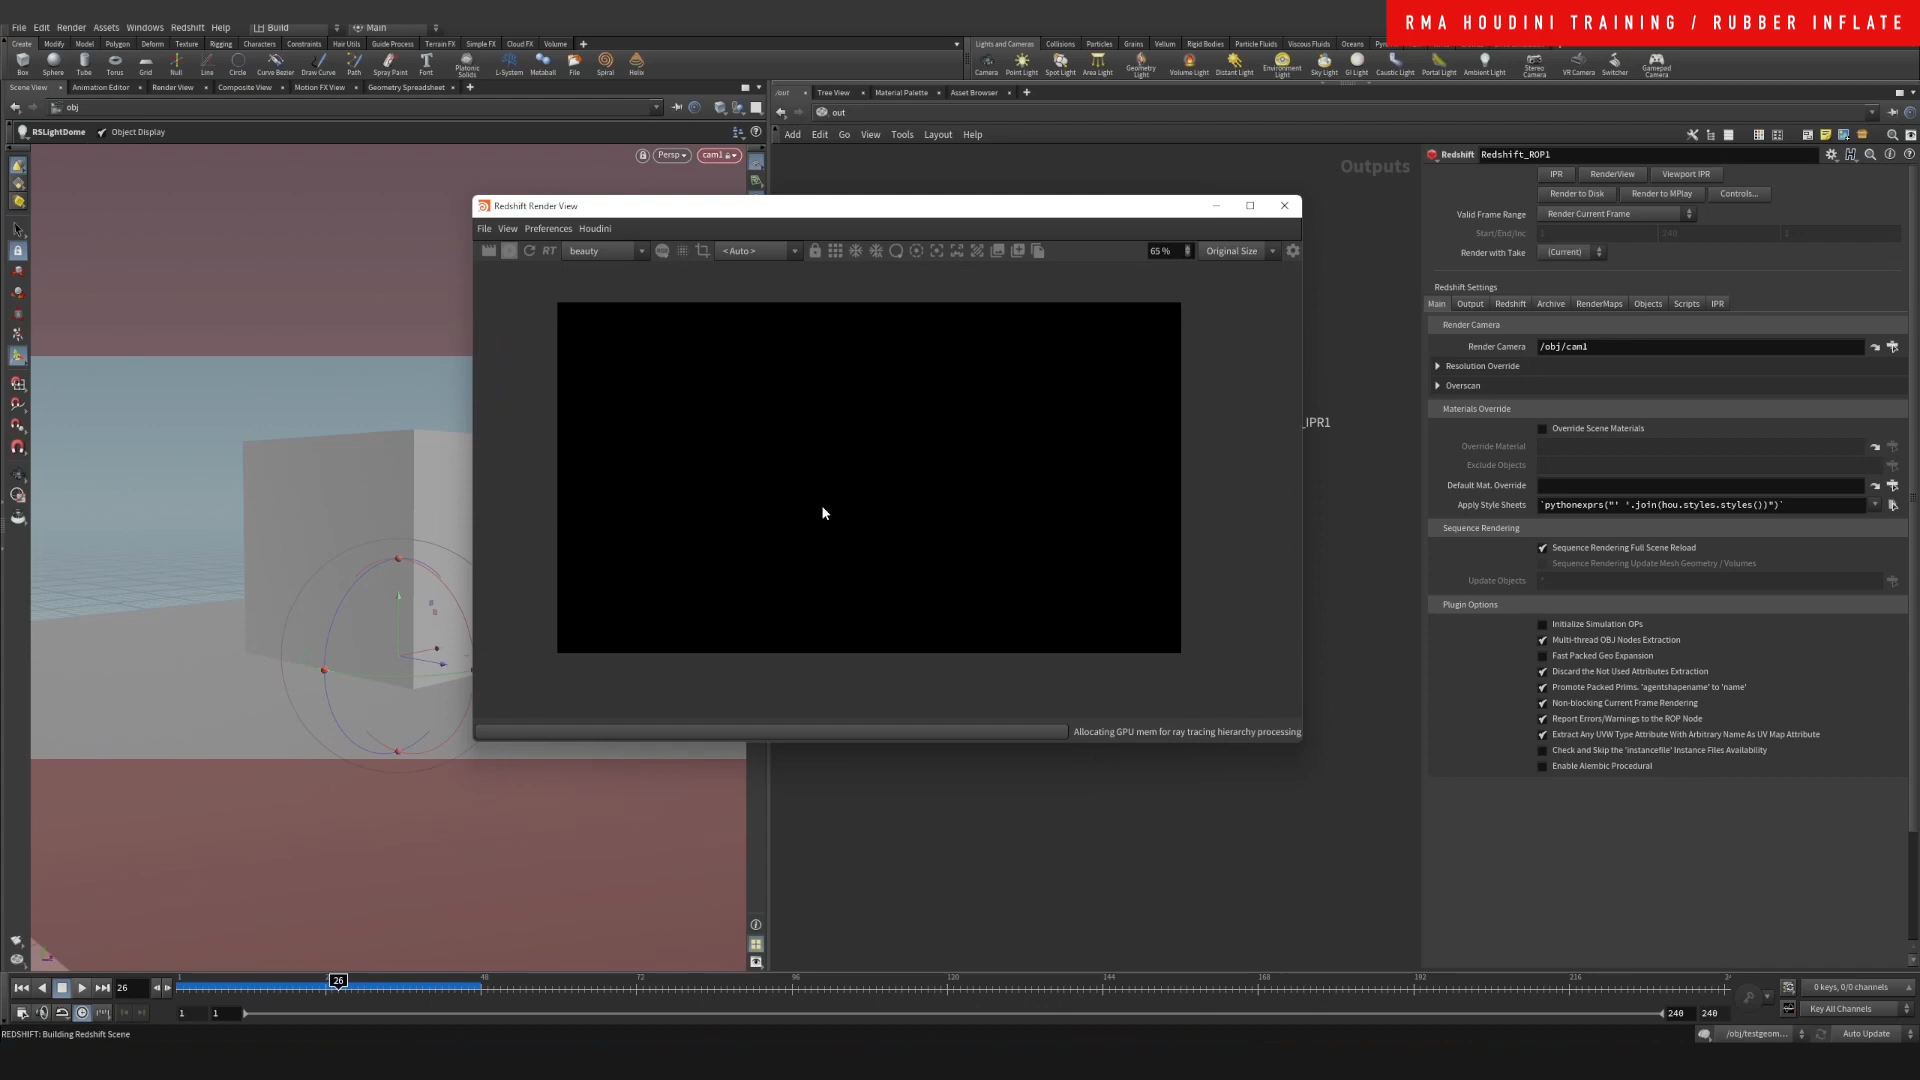 RMA HOUDINI TRAINING / RUBBER INFLATE
File Edit Render Assets Windows Redshift Help Build Main
Create Modify Model Polygon Deform Texture Rigging Characters Constraints Hair Utils Guide Process Terrain FX Simple FX Cloud FX Volume
Lights and Cameras Collisions Particles Grains Vellum Rigid Bodies Particle Fluids Viscous Fluids Oceans
Box Sphere Tube Torus Grid Null Line Circle Curve Bezier Draw Curve Path Spray Paint Font Platonic Solids L-System Metaball File Spiral Helix
Camera Point Light Spot Light Area Light Geometry Light Volume Light Distant Light Environment Light Sky Light GI Light Caustic Light Portal Light Ambient Light Stereo Camera VR Camera Switcher Gamepad Camera
Scene View Animation Editor Render View Composite View Motion FX View Geometry Spreadsheet
/out Tree View Material Palette Asset Browser
obj
out
RSLightDome Object Display
Add Edit Go View Tools Layout Help
Persp cam1
Outputs
Redshift Redshift_ROP1
IPR RenderView Viewport IPR
Render to Disk Render to MPlay Controls...
Valid Frame Range Render Current Frame
Start/End/Inc 1 240 1
Render with Take (Current)
Redshift Settings
Main Output Redshift Archive RenderMaps Objects Scripts IPR
Render Camera
Render Camera /obj/cam1
Resolution Override
Overscan
Materials Override
Override Scene Materials
Override Material
Exclude Objects
Default Mat. Override
Apply Style Sheets `pythonexprs("' '.join(hou.styles.styles())")`
Sequence Rendering
Sequence Rendering Full Scene Reload
Sequence Rendering Update Mesh Geometry / Volumes
Update Objects *
Plugin Options
Initialize Simulation OPs
Multi-thread OBJ Nodes Extraction
Fast Packed Geo Expansion
Discard the Not Used Attributes Extraction
Promote Packed Prims. 'agentshapename' to 'name'
Non-blocking Current Frame Rendering
Report Errors/Warnings to the ROP Node
Extract Any UVW Type Attribute With Arbitrary Name As UV Map Attribute
Check and Skip the 'instancefile' Instance Files Availability
Enable Alembic Procedural
Redshift Render View
File View Preferences Houdini
RT beauty < Auto > 65 % Original Size
_IPR1
Allocating GPU mem for ray tracing hierarchy processing
1 26 48 72 96 120 144 168 192 216
26
0 keys, 0/0 channels
1 1 240 240 Key All Channels
REDSHIFT: Building Redshift Scene
/obj/testgeom... Auto Update